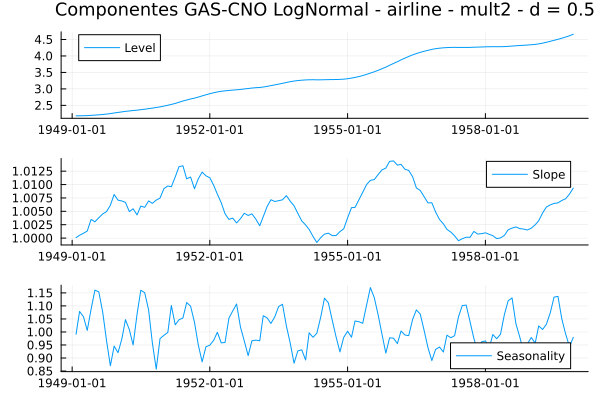 Componentes GAS-CNO LogNormal - airline - mult2 - d = 0.5
4.5
4.0
3.5
3.0
2.5
Level
1949-01-01 1952-01-01 1955-01-01 1958-01-01
1.0125
1.0100
1.0075
1.0050
1.0025
1.0000
Slope
1949-01-01 1952-01-01 1955-01-01 1958-01-01
1.15
1.10
1.05
1.00
0.95
0.90
0.85
Seasonality
1949-01-01 1952-01-01 1955-01-01 1958-01-01